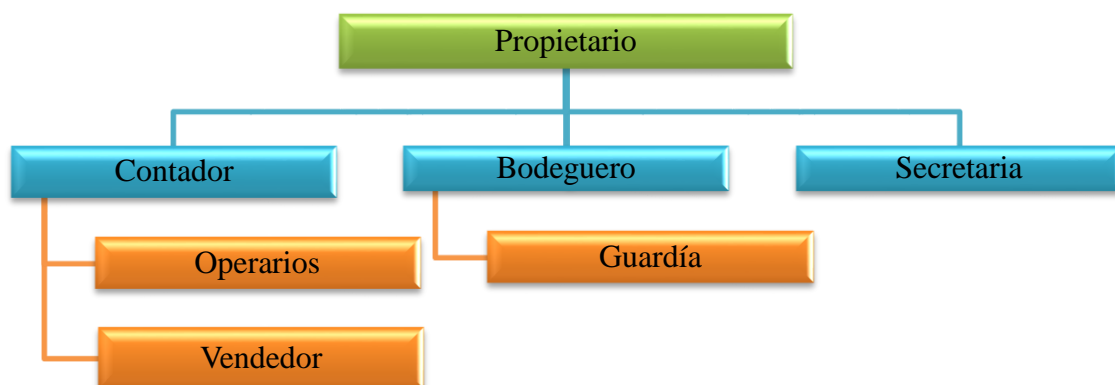 Propietario
Contador
Bodeguero
Secretaria
Operarios
Guardía
Vendedor